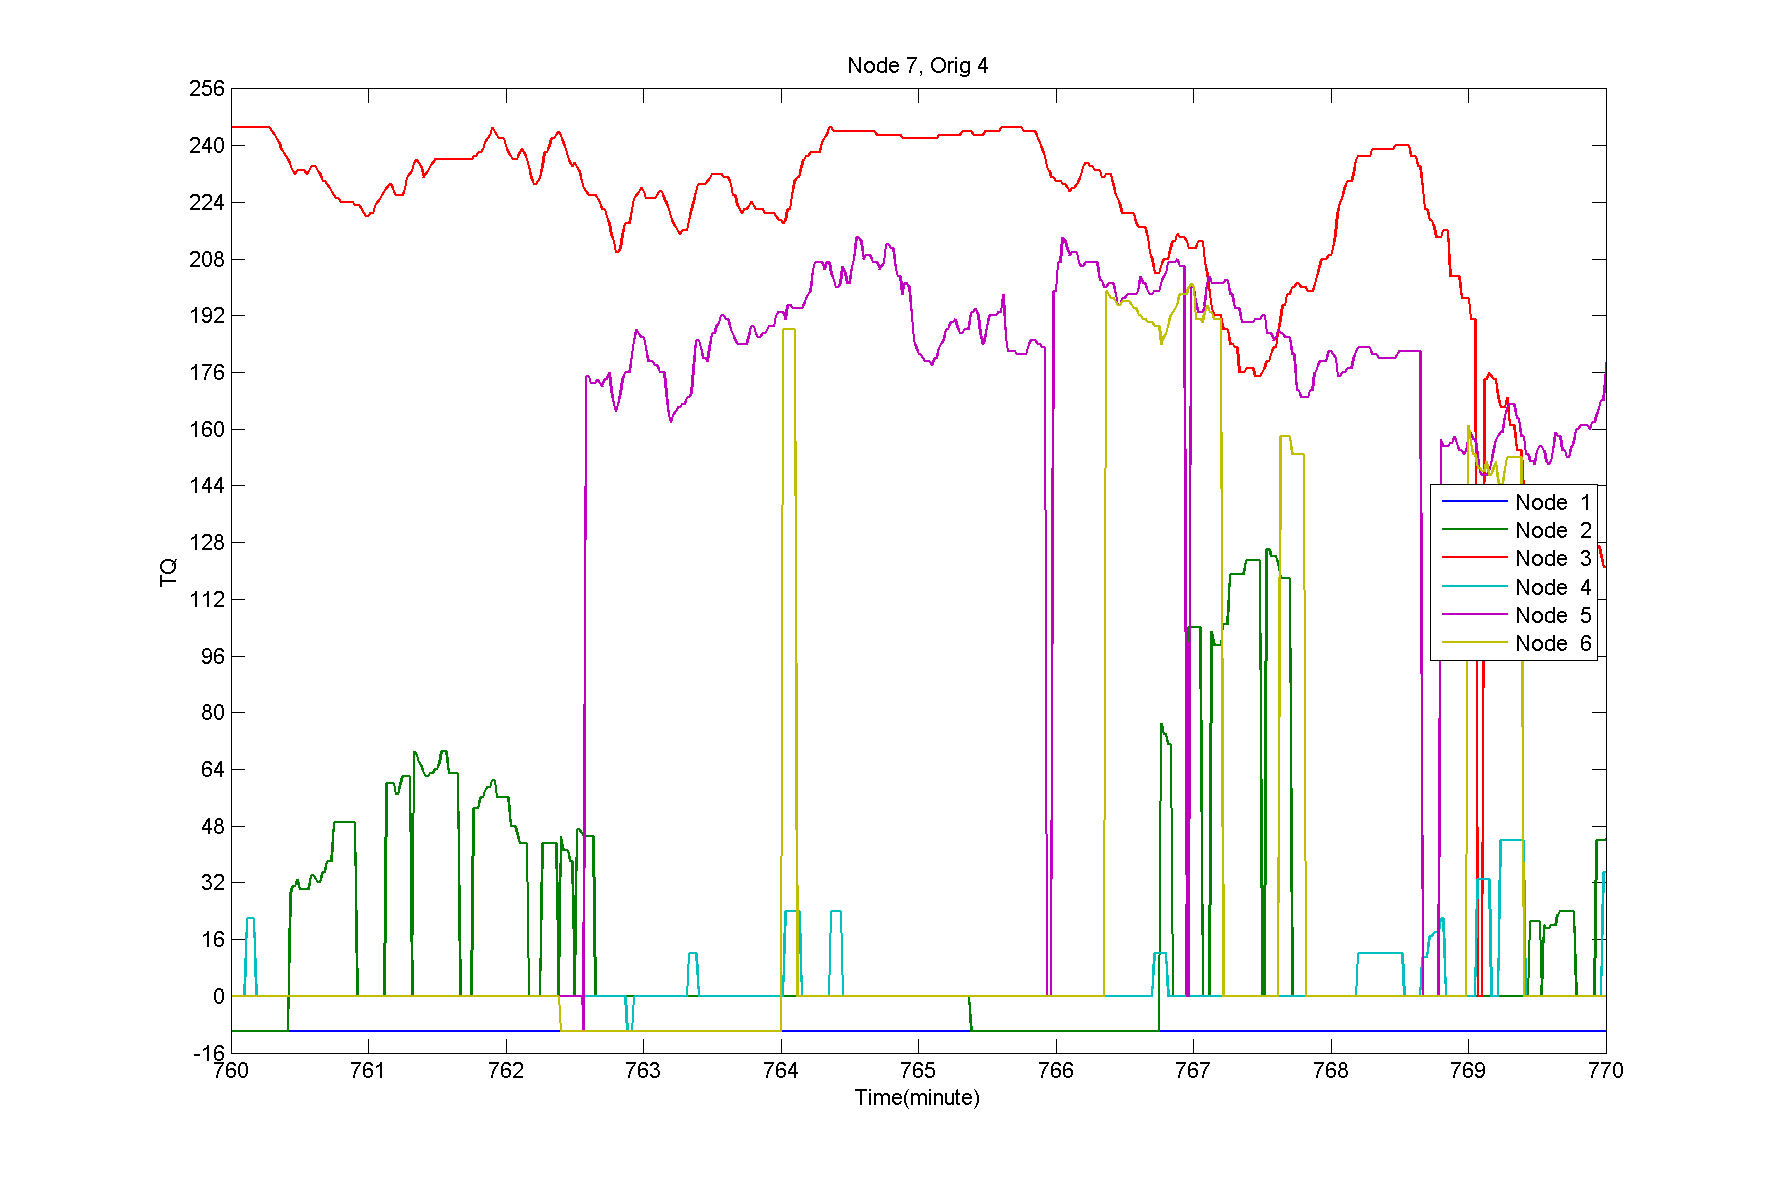 Node 7, Orig 4
256
240
224
208
192
176
160
144
128
112
96
80
64
48
32
16
0
-16
TQ
Node 1
Node 2
Node 3
Node 4
Node 5
Node 6
760 761 762 763 764 765 766 767 768 769 770
Time(minute)